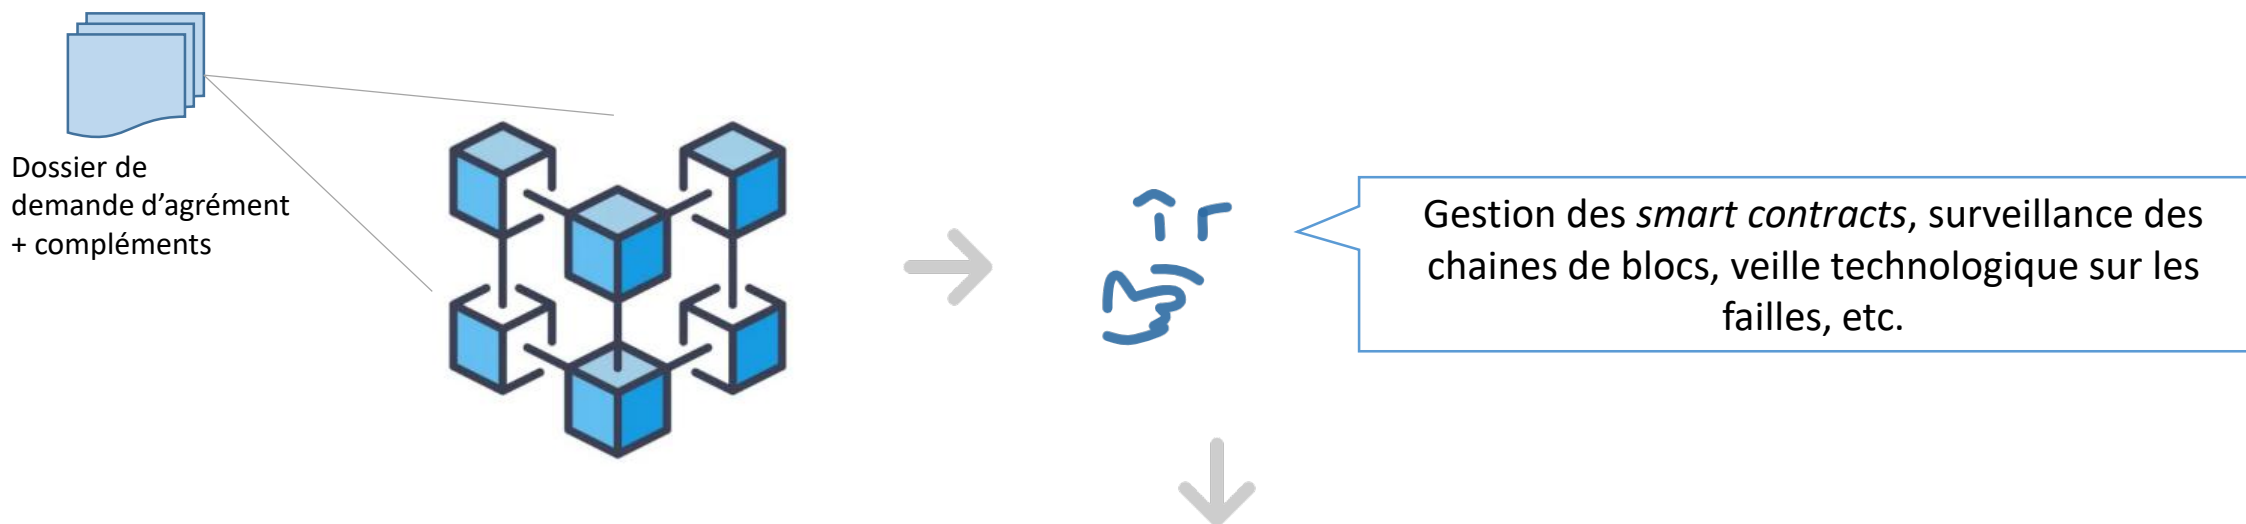 Dossier de
demande d’agrément
+ compléments
Gestion des smart contracts, surveillance des
chaines de blocs, veille technologique sur les
failles, etc.